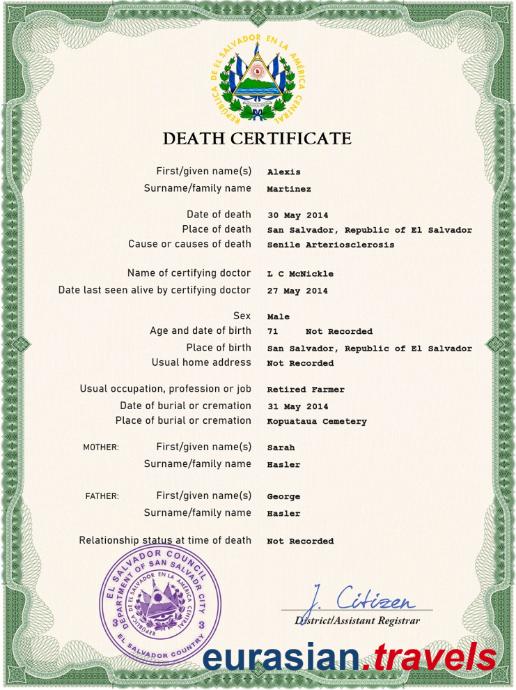 REPÚBLICA DE EL SALVADOR EN LA AMÉRICA CENTRAL
DEATH CERTIFICATE
First/given name(s) Alexis
Surname/family name Martinez
Date of death 30 May 2014
Place of death San Salvador, Republic of El Salvador
Cause or causes of death Senile Arteriosclerosis
Name of certifying doctor L C McNickle
Date last seen alive by certifying doctor 27 May 2014
Sex Male
Age and date of birth 71 Not Recorded
Place of birth San Salvador, Republic of El Salvador
Usual home address Not Recorded
Usual occupation, profession or job Retired Farmer
Date of burial or cremation 31 May 2014
Place of burial or cremation Kopuataua Cemetery
MOTHER: First/given name(s) Sarah
Surname/family name Hasler
FATHER: First/given name(s) George
Surname/family name Hasler
Relationship status at time of death Not Recorded
EL SALVADOR COUNCIL
DEPARTMENT OF SAN SALVADOR CITY
3 3
EL SALVADOR COUNTRY
REPÚBLICA DE EL SALVADOR EN LA AMÉRICA CENTRAL
J. Citizen
District/Assistant Registrar
eurasian.travels